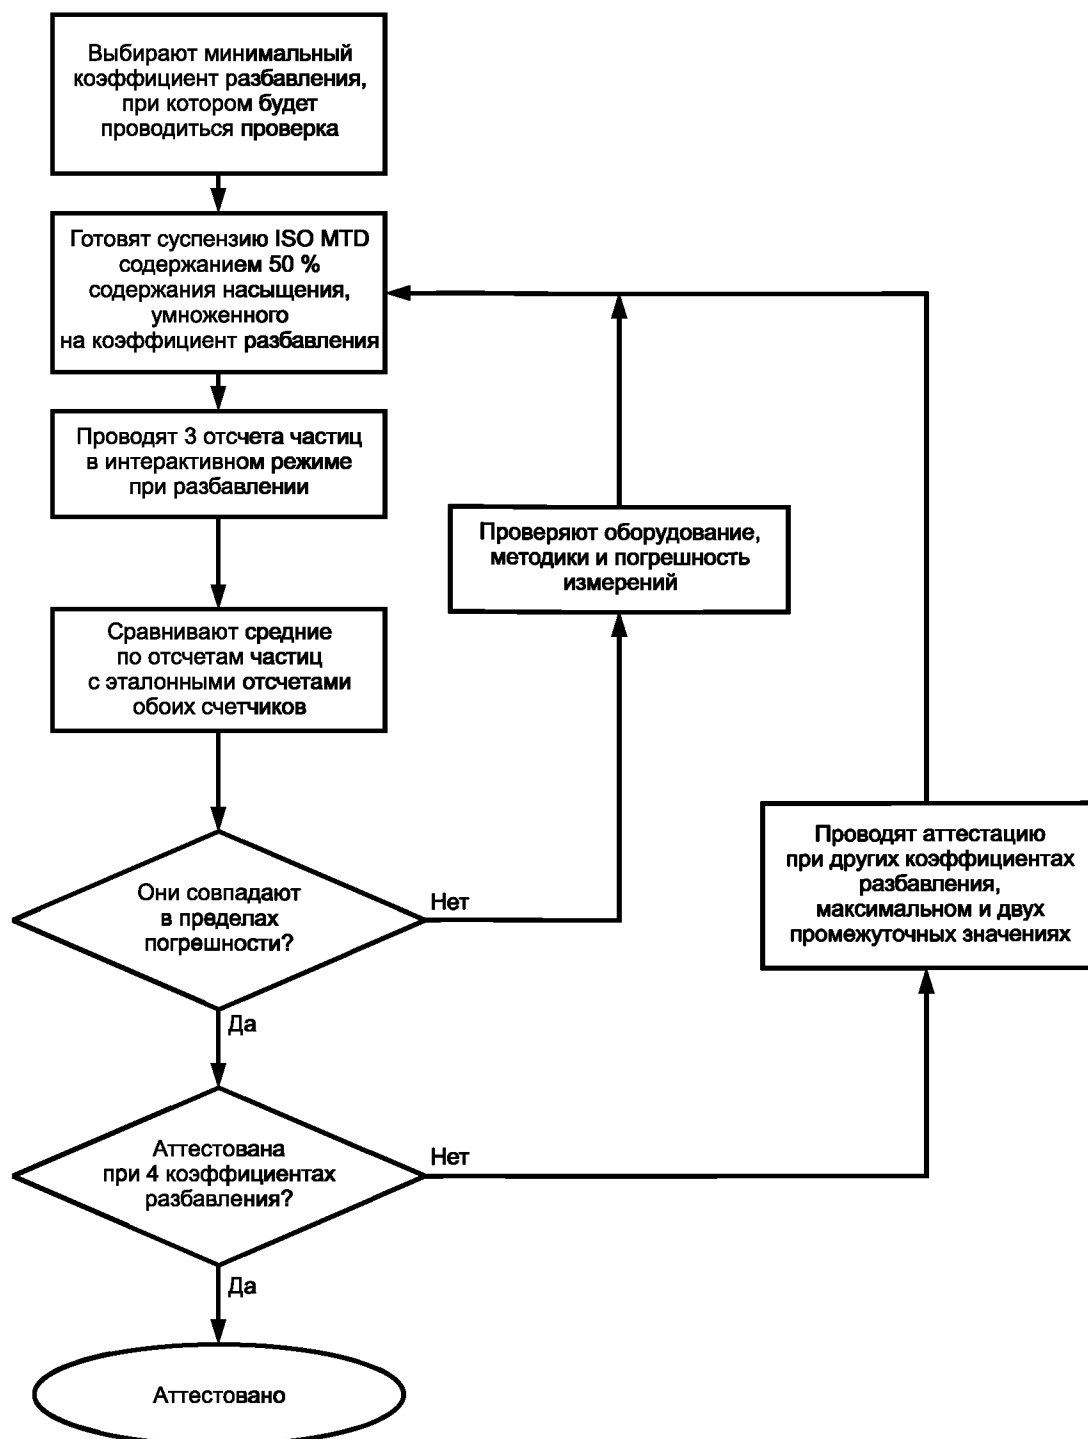 Выбирают минимальный
коэффициент разбавления,
при котором будет
проводиться проверка
Готовят суспензию ISO MTD
содержанием 50 %
содержания насыщения,
умноженного
на коэффициент разбавления
Проводят 3 отсчета частиц
в интерактивном режиме
при разбавлении
Проверяют оборудование,
методики и погрешность
измерений
Сравнивают средние
по отсчетам частиц
с эталонными отсчетами
обоих счетчиков
Проводят аттестацию
при других коэффициентах
разбавления,
максимальном и двух
промежуточных значениях
Они совпадают
в пределах
погрешности?
Нет
Да
Аттестована
при 4 коэффициентах
разбавления?
Нет
Да
Аттестовано